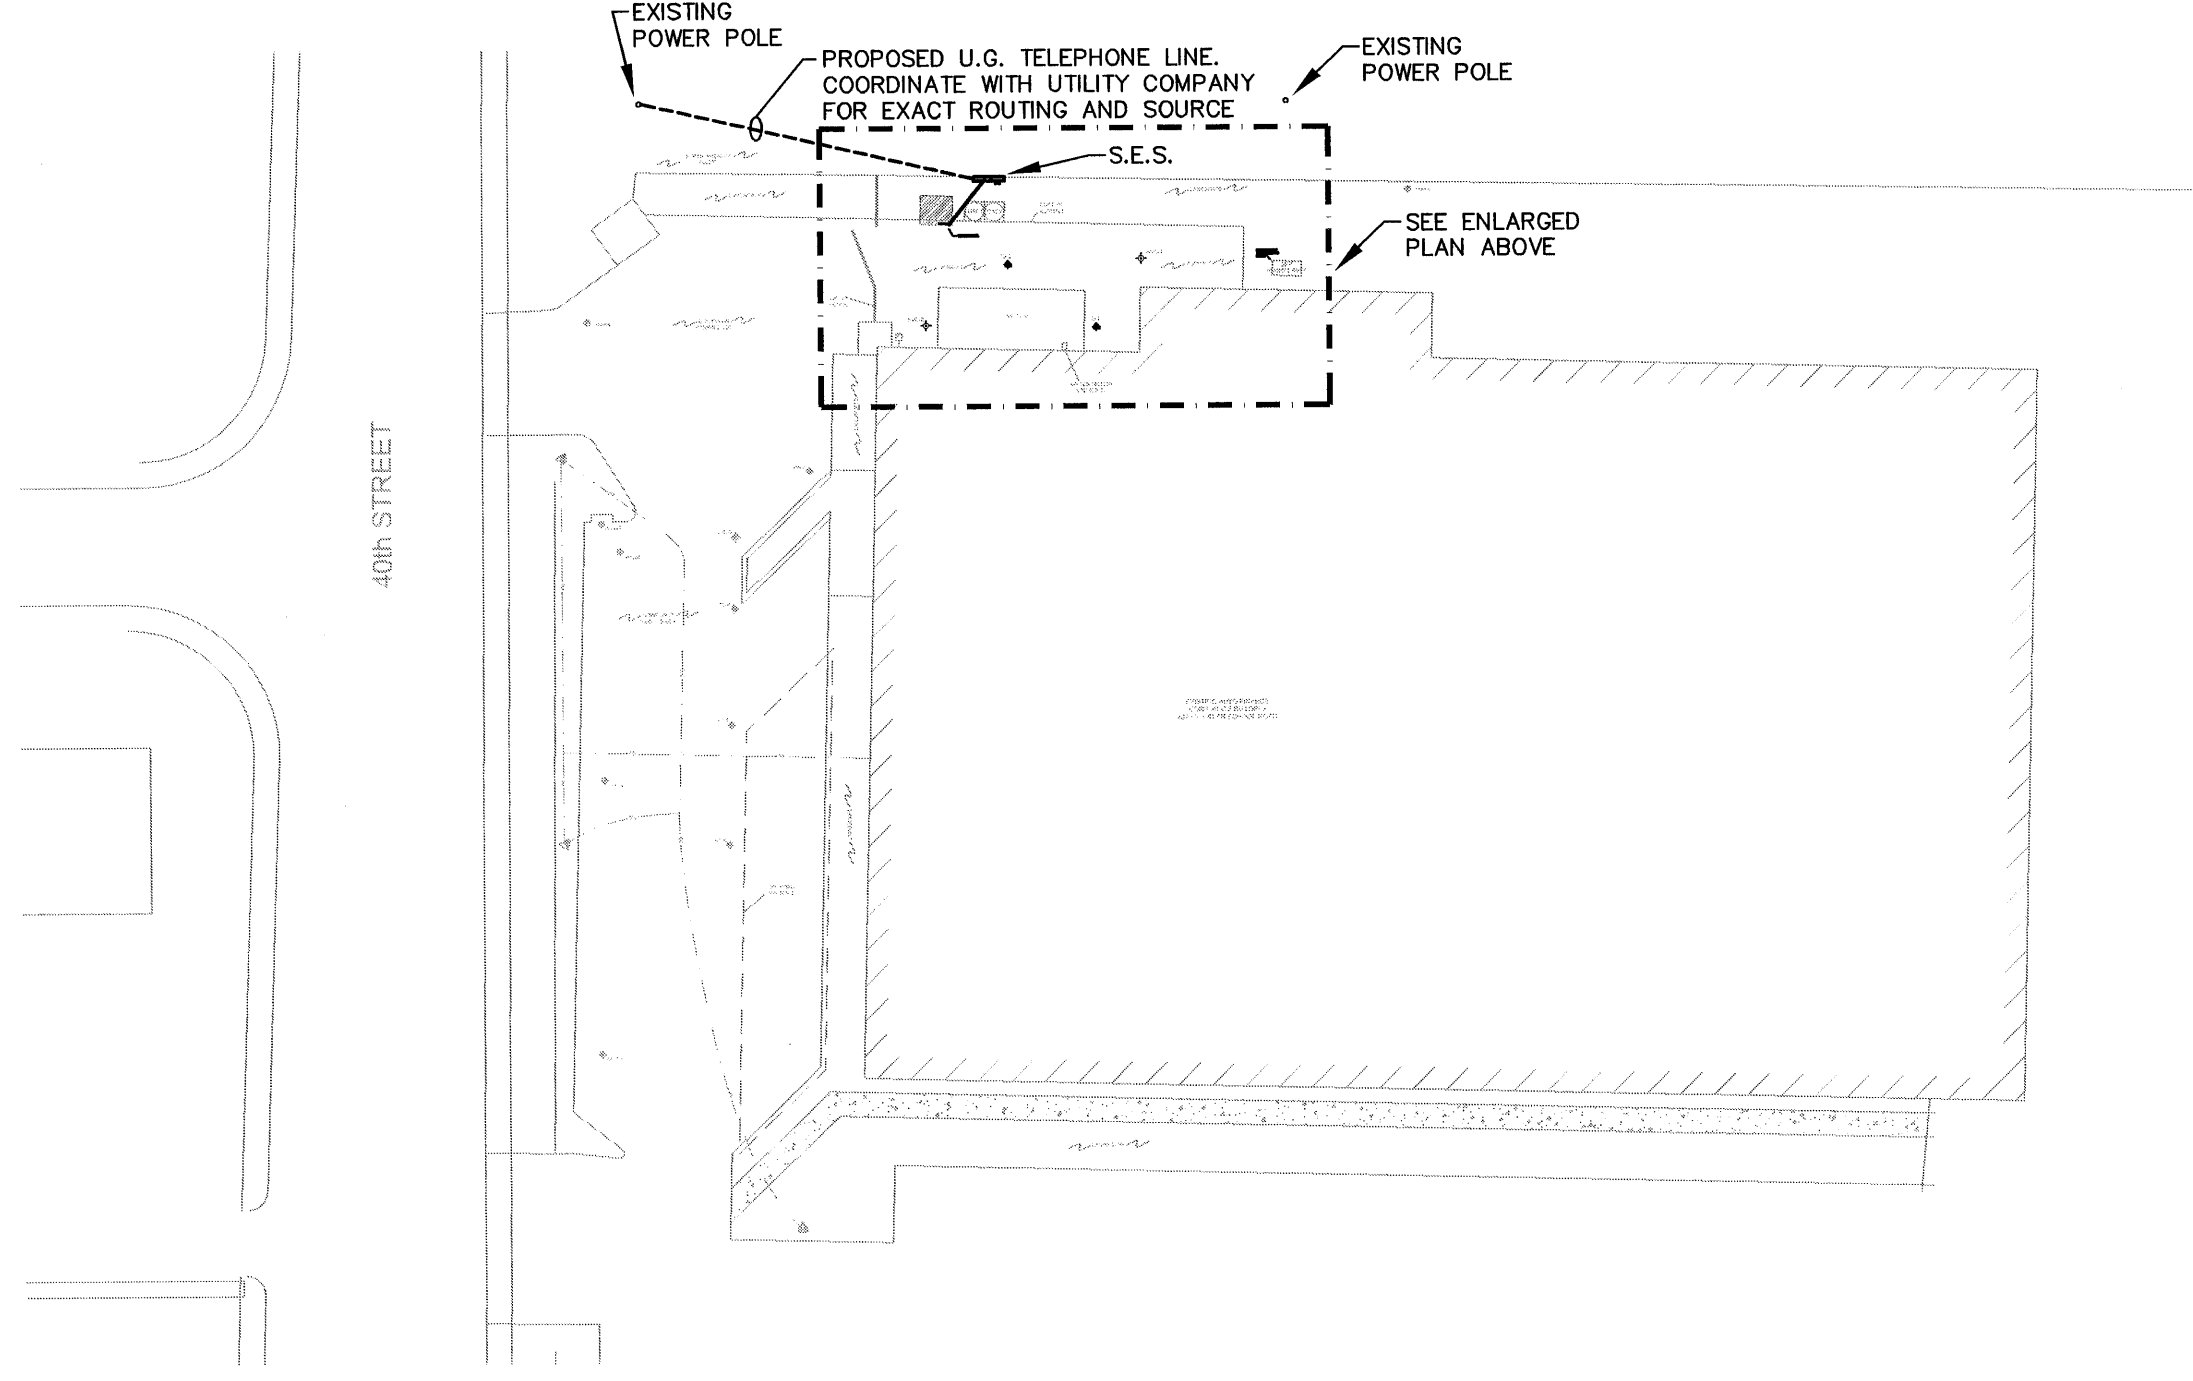 EXISTING
POWER POLE
PROPOSED U.G. TELEPHONE LINE.
COORDINATE WITH UTILITY COMPANY
FOR EXACT ROUTING AND SOURCE
EXISTING
POWER POLE
S.E.S.
SEE ENLARGED
PLAN ABOVE
40th STREET